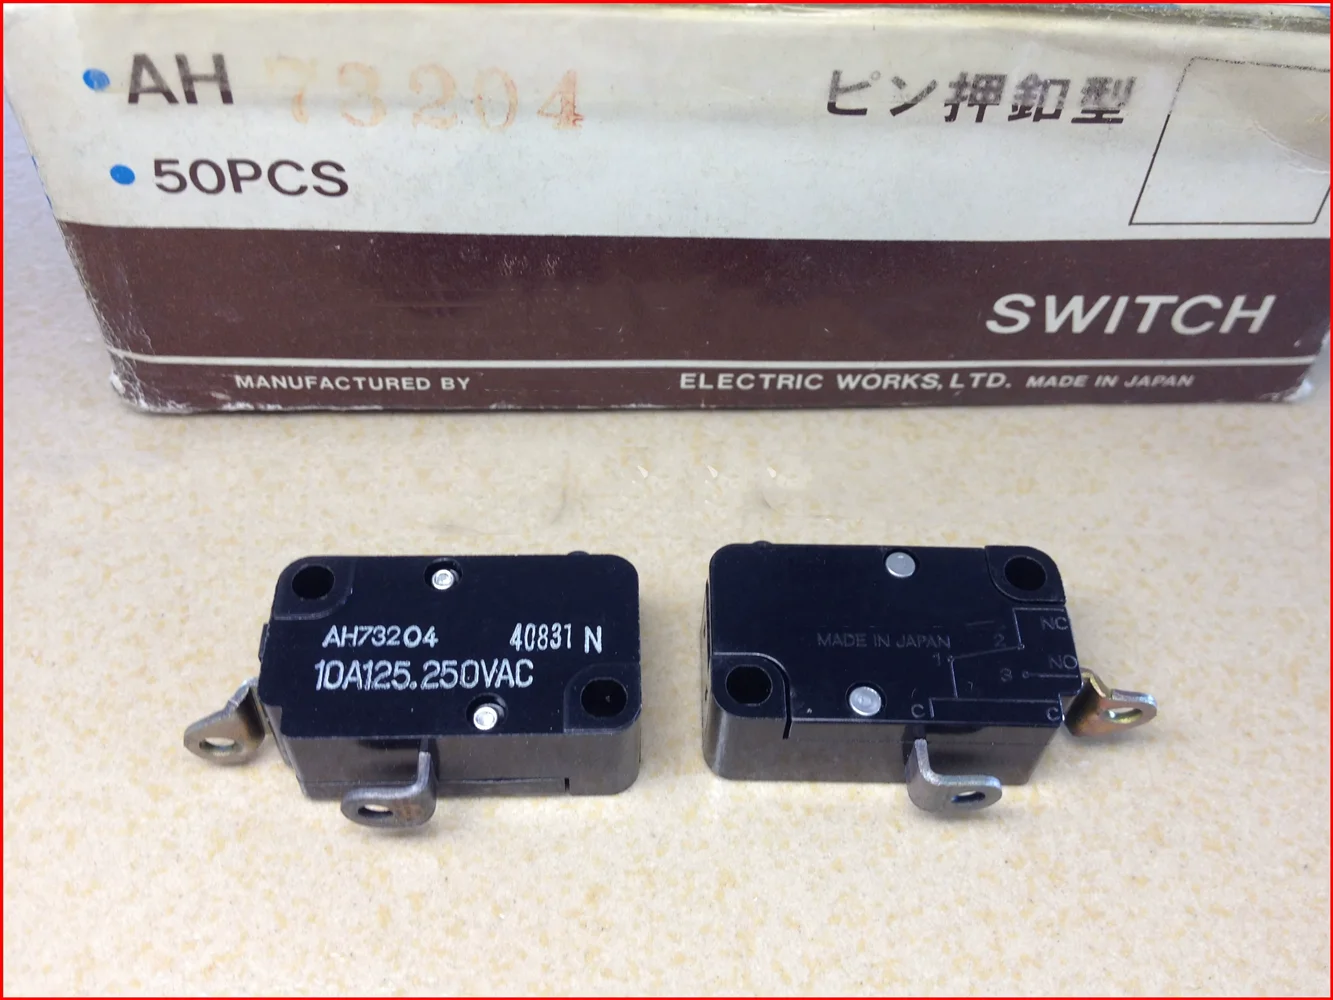 AH 73204
ピン押釦型
50PCS
SWITCH
MANUFACTURED BY ELECTRIC WORKS, LTD. MADE IN JAPAN
AH73204 40831 N
10A125.250VAC
MADE IN JAPAN
NC
2
1
NO
3
C C